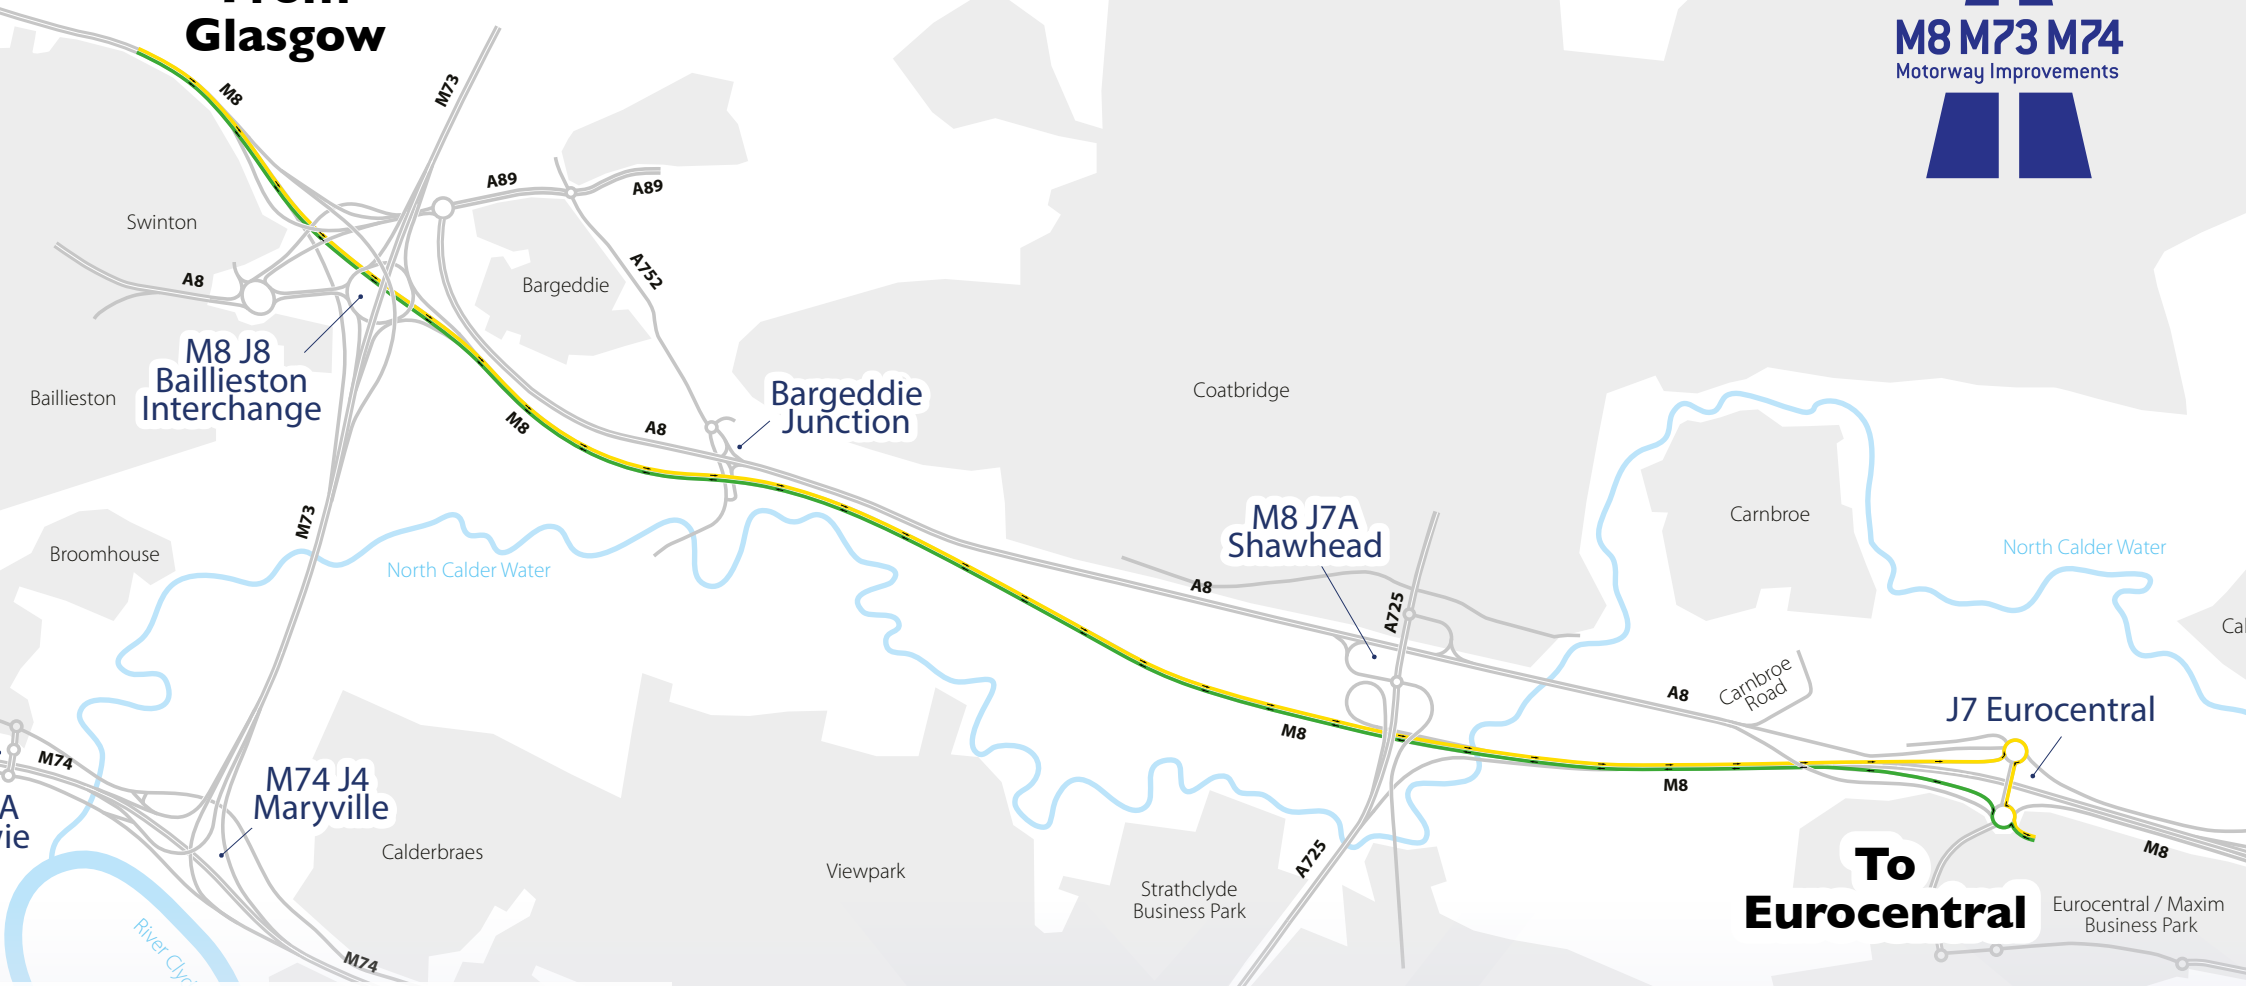 From
Glasgow
M8 M73 M74
Motorway Improvements
M8
M73
A89
A89
Swinton
A8
A752
Bargeddie
M8 J8
Baillieston
Interchange
Baillieston
M8
A8
Bargeddie
Junction
Coatbridge
M73
Broomhouse
North Calder Water
M8 J7A
Shawhead
A8
A725
Carnbroe
North Calder Water
Carnbroe
Road
A8
J7 Eurocentral
M8
M8
M74
M74 J4
Maryville
Calderbraes
Viewpark
Strathclyde
Business Park
A725
To
Eurocentral
M8
Eurocentral / Maxim
Business Park
River
M74